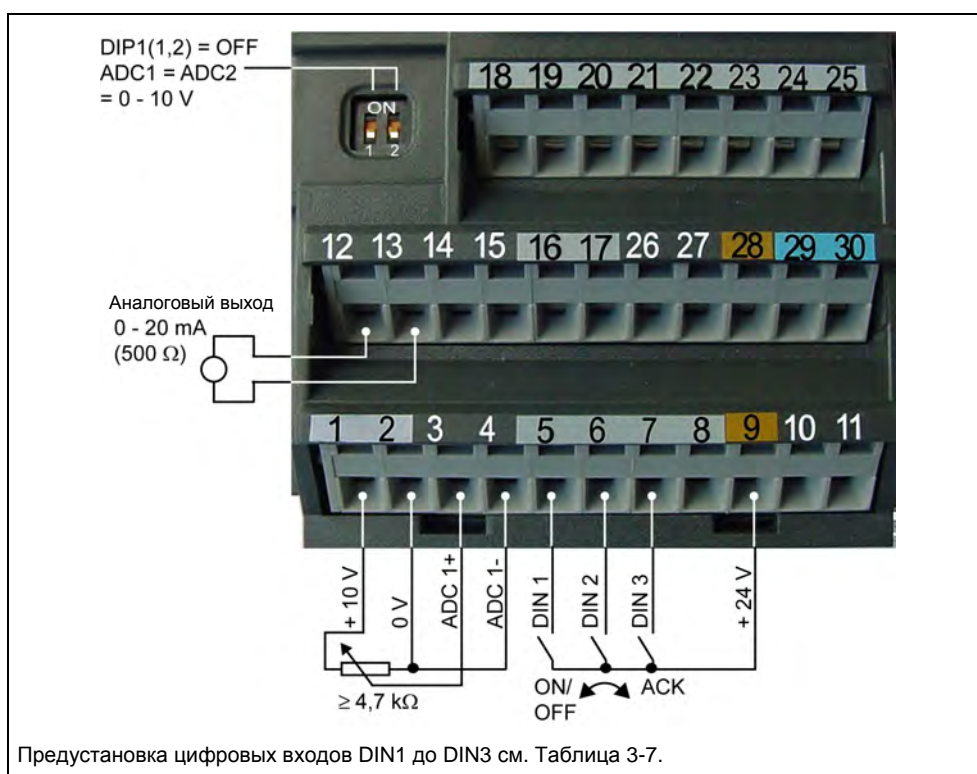 DIP1(1,2) = OFF
ADC1 = ADC2
= 0 - 10 V
ON
1 2
18 19 20 21 22 23 24 25
12 13 14 15 16 17 26 27 28 29 30
Аналоговый выход
0 - 20 mA
(500 Ω)
1 2 3 4 5 6 7 8 9 10 11
+ 10 V
0 V
ADC 1+
ADC 1-
DIN 1
DIN 2
DIN 3
+ 24 V
≥ 4,7 kΩ
ON/
OFF
ACK
Предустановка цифровых входов DIN1 до DIN3 см. Таблица 3-7.